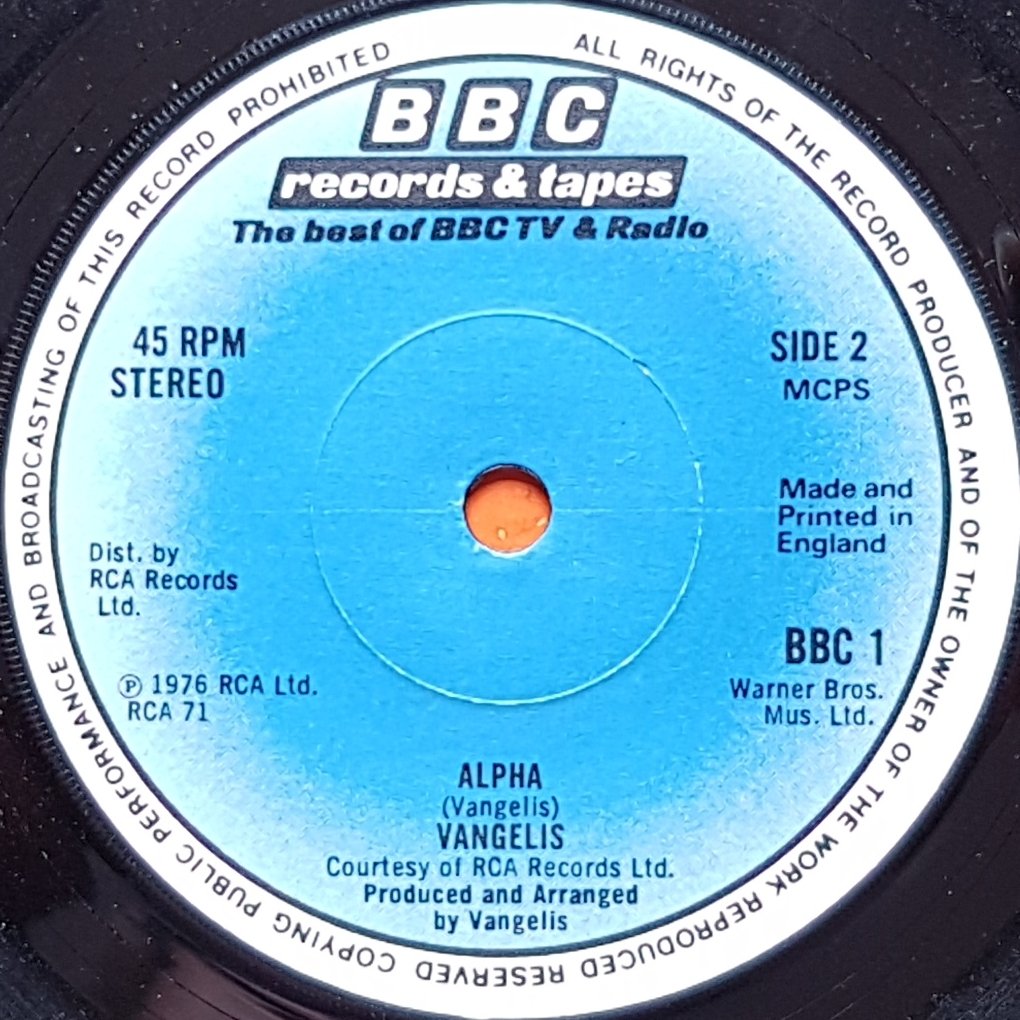 ALL RIGHTS OF THE RECORD PRODUCER AND OF THE OWNER OF THE WORK REPRODUCED RESERVED COPYING PUBLIC PERFORMANCE AND BROADCASTING OF THIS RECORD PROHIBITED
BBC
records & tapes
The best of BBC TV & Radio
45 RPM
STEREO
SIDE 2
MCPS
Made and
Printed in
England
Dist. by
RCA Records
Ltd.
BBC 1
Warner Bros.
Mus. Ltd.
℗ 1976 RCA Ltd.
RCA 71
ALPHA
(Vangelis)
VANGELIS
Courtesy of RCA Records Ltd.
Produced and Arranged
by Vangelis